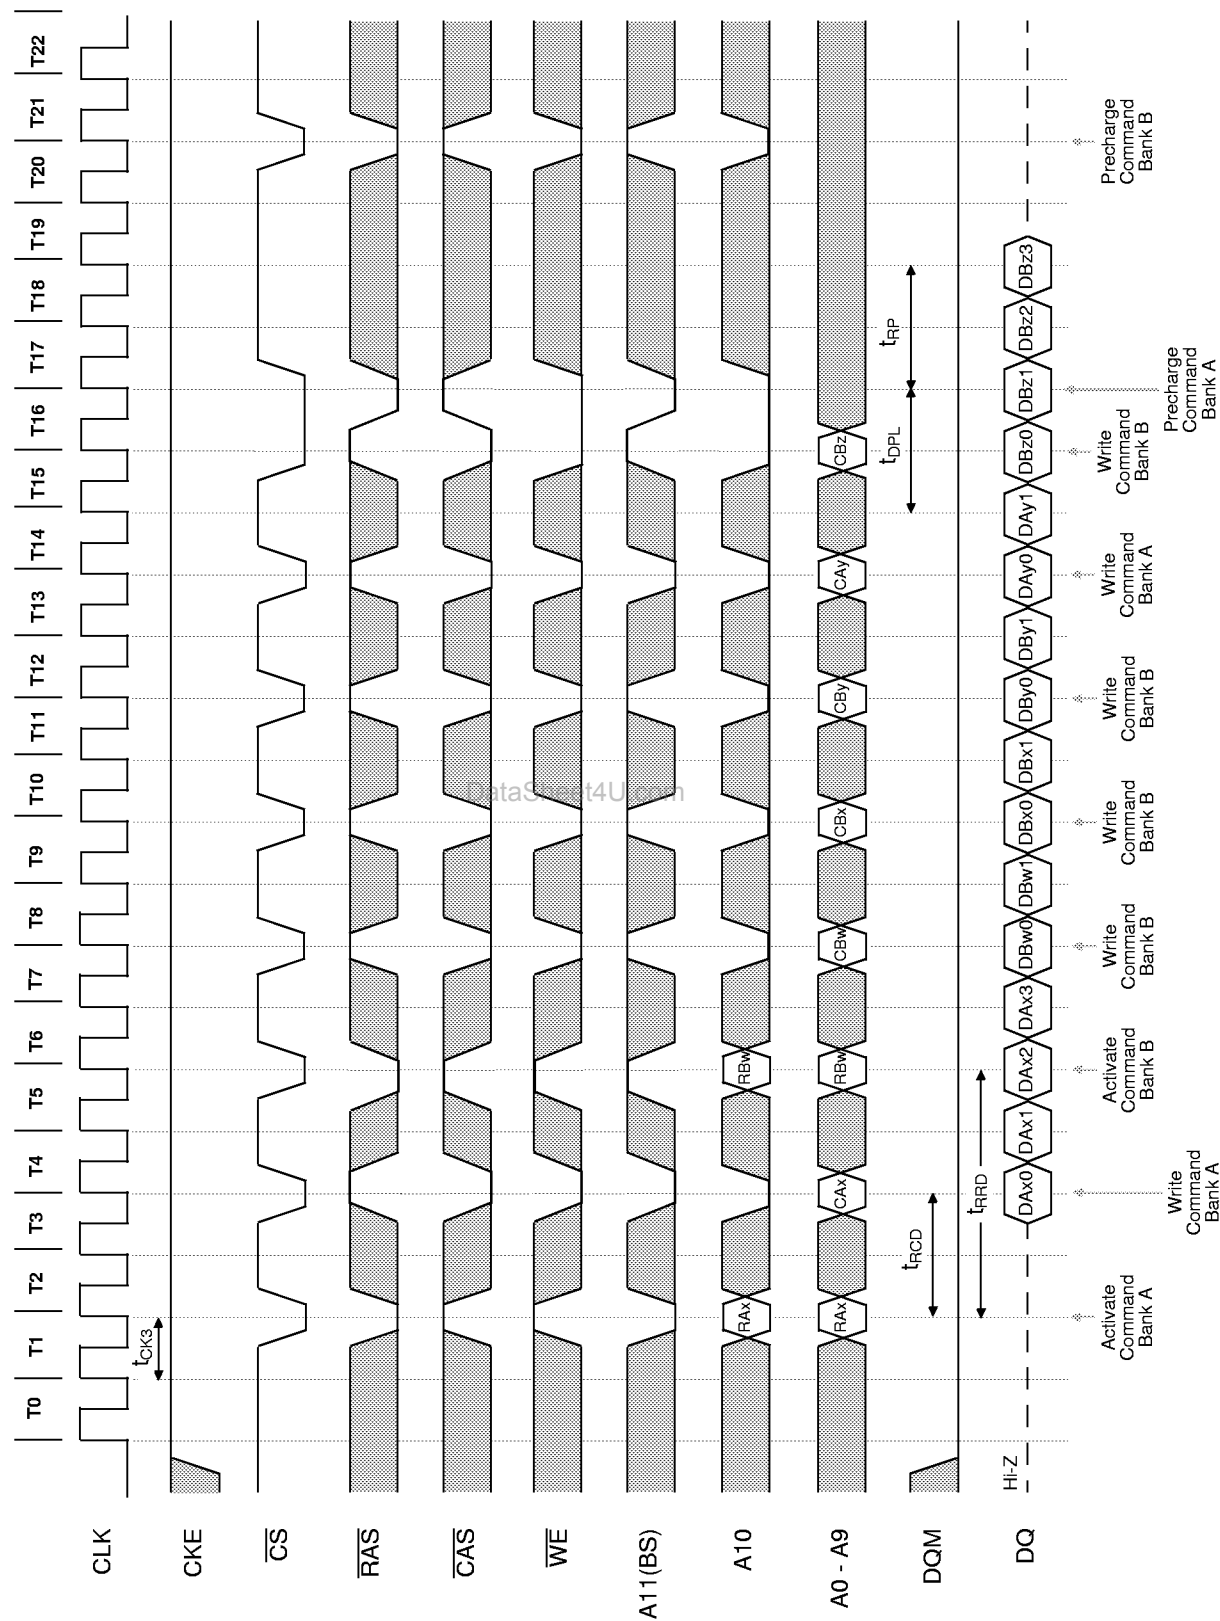 T0 T1 T2 T3 T4 T5 T6 T7 T8 T9 T10 T11 T12 T13 T14 T15 T16 T17 T18 T19 T20 T21 T22
CLK
tCK3
CKE
CS
RAS
CAS
DataSheet4U.com
WE
A11(BS)
A10
RAx RBw
A0 - A9
RAx CAx RBw CBw CBx CBy CAy CBz
tDPL tRP
tRCD
DQM
tRRD
DQ
Hi-Z
DAx0 DAx1 DAx2 DAx3 DBw0 DBw1 DBx0 DBx1 DBy0 DBy1 DAy0 DAy1 DBz0 DBz1 DBz2 DBz3
Activate
Command
Bank A
Write
Command
Bank A
Activate
Command
Bank B
Write
Command
Bank B
Write
Command
Bank B
Write
Command
Bank B
Write
Command
Bank A
Write
Command
Bank B
Precharge
Command
Bank A
Precharge
Command
Bank B